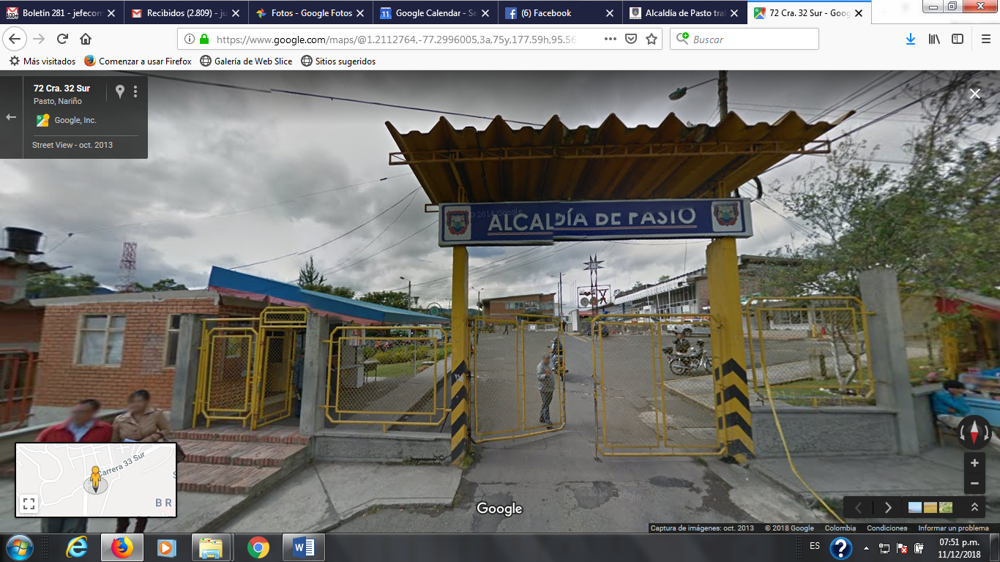 Boletín 281 - jefecom
Recibidos (2.809) - ju
Fotos - Google Fotos
Google Calendar - Se
(6) Facebook
Alcaldía de Pasto tral
72 Cra. 32 Sur - Goog
https://www.google.com/maps/@1.2112764,-77.2996005,3a,75y,177.59h,95.56
Buscar
Más visitados
Comenzar a usar Firefox
Galería de Web Slice
Sitios sugeridos
72 Cra. 32 Sur
Pasto, Nariño
Google, Inc.
Street View - oct. 2013
© 2014 Google
ALCALDÍA DE PASTO
Carrera 33 Sur
B R
Google
Captura de imágenes: oct. 2013
© 2018 Google
Colombia
Condiciones
Informar un problema
ES
07:51 p.m.
11/12/2018